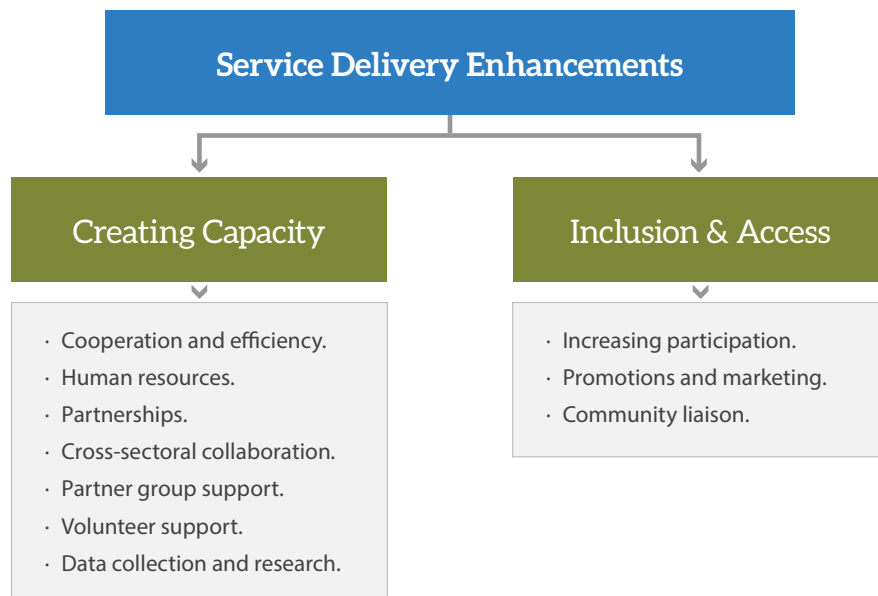 Service Delivery Enhancements
Creating Capacity
· Cooperation and efficiency.
· Human resources.
· Partnerships.
· Cross-sectoral collaboration.
· Partner group support.
· Volunteer support.
· Data collection and research.
Inclusion & Access
· Increasing participation.
· Promotions and marketing.
· Community liaison.